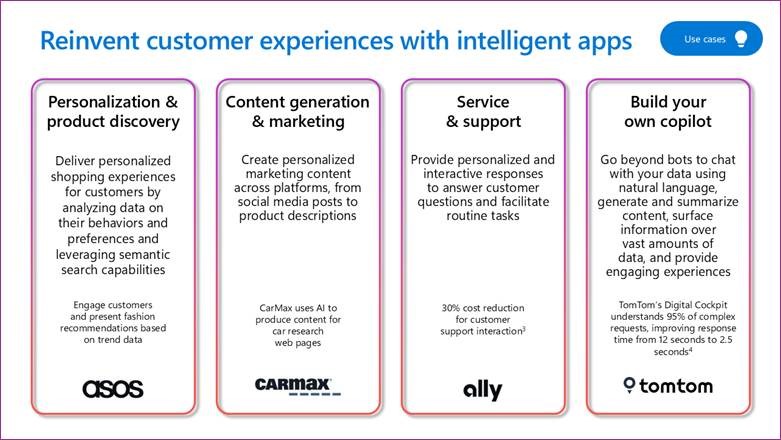 Reinvent customer experiences with intelligent apps
Use cases
Personalization &
product discovery
Deliver personalized
shopping experiences
for customers by
analyzing data on
their behaviors and
preferences and
leveraging semantic
search capabilities
Engage customers
and present fashion
recommendations based
on trend data
asos
Content generation
& marketing
Create personalized
marketing content
across platforms, from
social media posts to
product descriptions
CarMax uses AI to
produce content for
car research
web pages
CARMAX
Service
& support
Provide personalized and
interactive responses
to answer customer
questions and facilitate
routine tasks
30% cost reduction
for customer
support interaction³
ally
Build your
own copilot
Go beyond bots to chat
with your data using
natural language,
generate and summarize
content, surface
information over
vast amounts of
data, and provide
engaging experiences
TomTom's Digital Cockpit
understands 95% of complex
requests, improving response
time from 12 seconds to 2.5
seconds⁴
tomtom